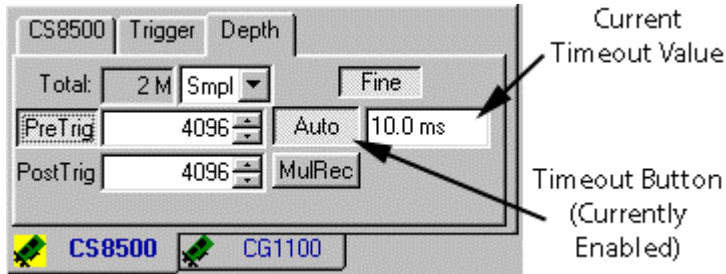 CS8500 Trigger Depth
Current
Timeout Value
Total: 2 M Smpl Fine
PreTrig 4096 Auto 10.0 ms
PostTrig 4096 MulRec
Timeout Button
(Currently
Enabled)
CS8500 CG1100